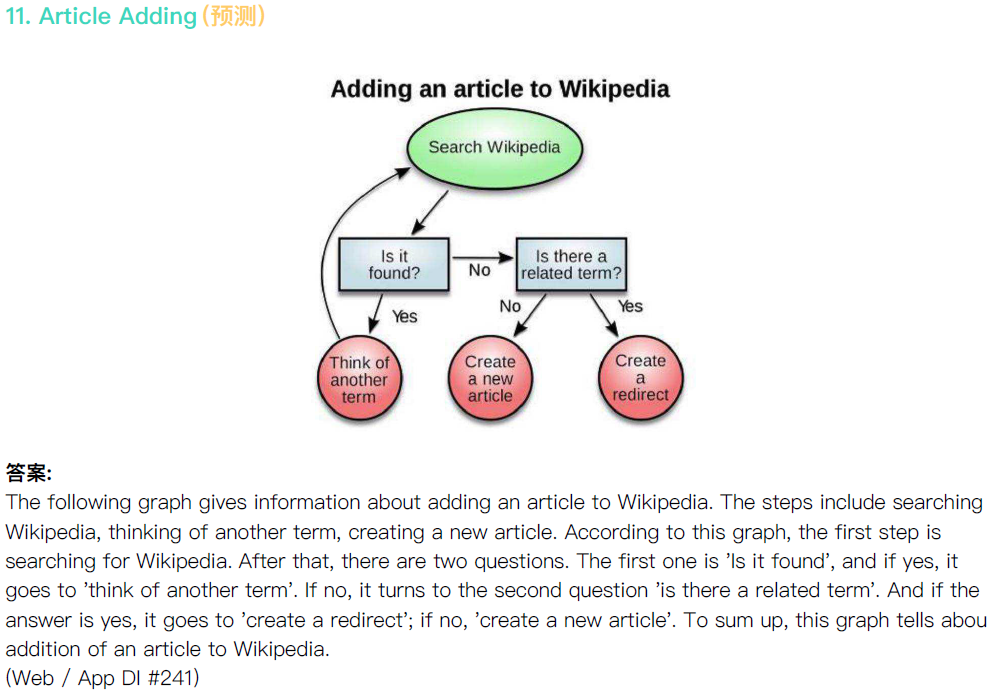 11. Article Adding(预测)
Adding an article to Wikipedia
Search Wikipedia
Is it
found?
No
Is there a
related term?
Yes
No
Yes
Think of
another
term
Create
a new
article
Create
a
redirect
答案:
The following graph gives information about adding an article to Wikipedia. The steps include searching
Wikipedia, thinking of another term, creating a new article. According to this graph, the first step is
searching for Wikipedia. After that, there are two questions. The first one is 'Is it found', and if yes, it
goes to 'think of another term'. If no, it turns to the second question 'is there a related term'. And if the
answer is yes, it goes to 'create a redirect'; if no, 'create a new article'. To sum up, this graph tells abou
addition of an article to Wikipedia.
(Web / App DI #241)